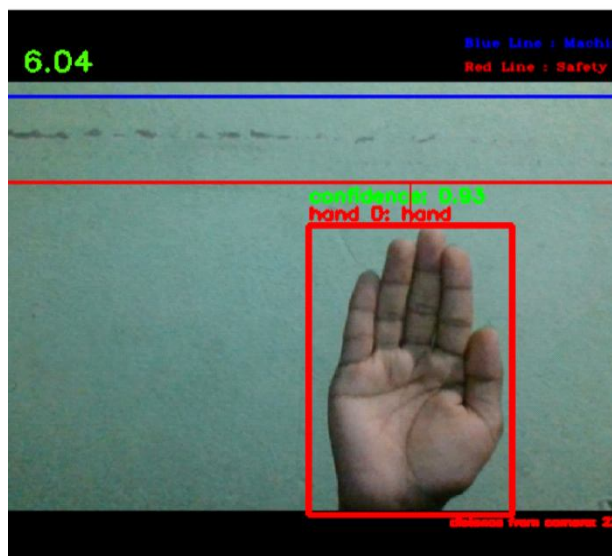 6.04
Blue Line : Machi
Red Line : Safety
confidence: 0.93
hand 0: hand
distance from camera: 2